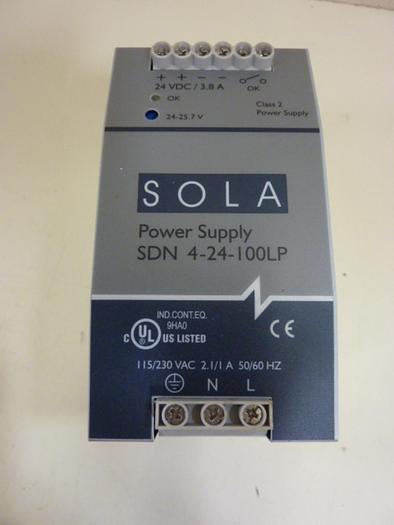 + + − −
24 VDC / 3.8 A
OK
OK
24-25.7 V
Class 2
Power Supply
SOLA
Power Supply
SDN 4-24-100LP
IND.CONT.EQ.
9HA0
C UL US LISTED
CE
115/230 VAC 2.1/1 A 50/60 HZ
N L